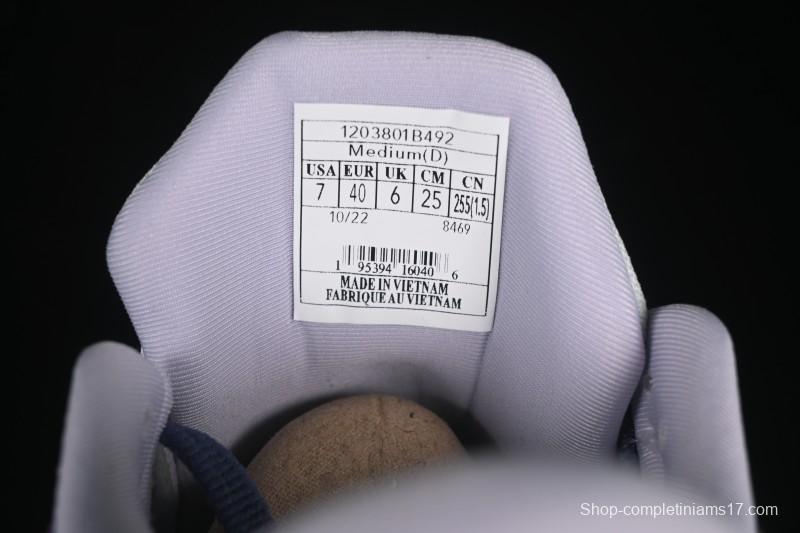 1203801B492
Medium(D)
USA EUR UK CM CN
7 40 6 25 255(1.5)
10/22 8469
1 95394 16040 6
MADE IN VIETNAM
FABRIQUE AU VIETNAM
Shop-completiniams17.com